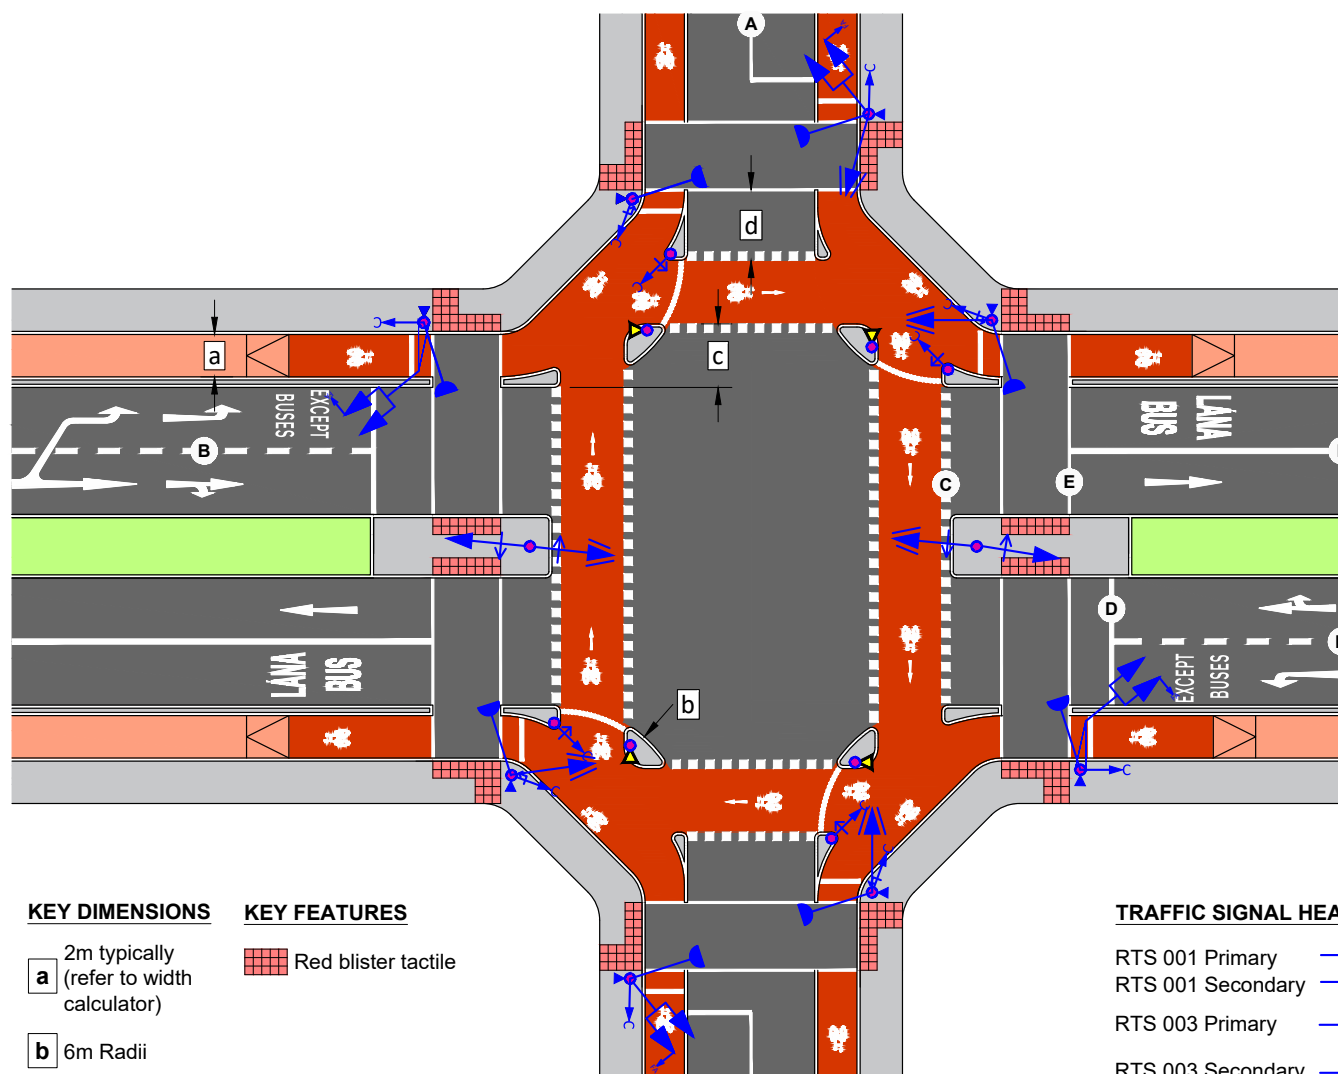 A
d
a
c
EXCEPT
BUSES
B
LÁNA
BUS
C
E
D
LÁNA
BUS
EXCEPT
BUSES
b
KEY DIMENSIONS
a 2m typically
(refer to width
calculator)
b 6m Radii
KEY FEATURES
Red blister tactile
TRAFFIC SIGNAL HEA
RTS 001 Primary
RTS 001 Secondary
RTS 003 Primary
RTS 003 Secondary